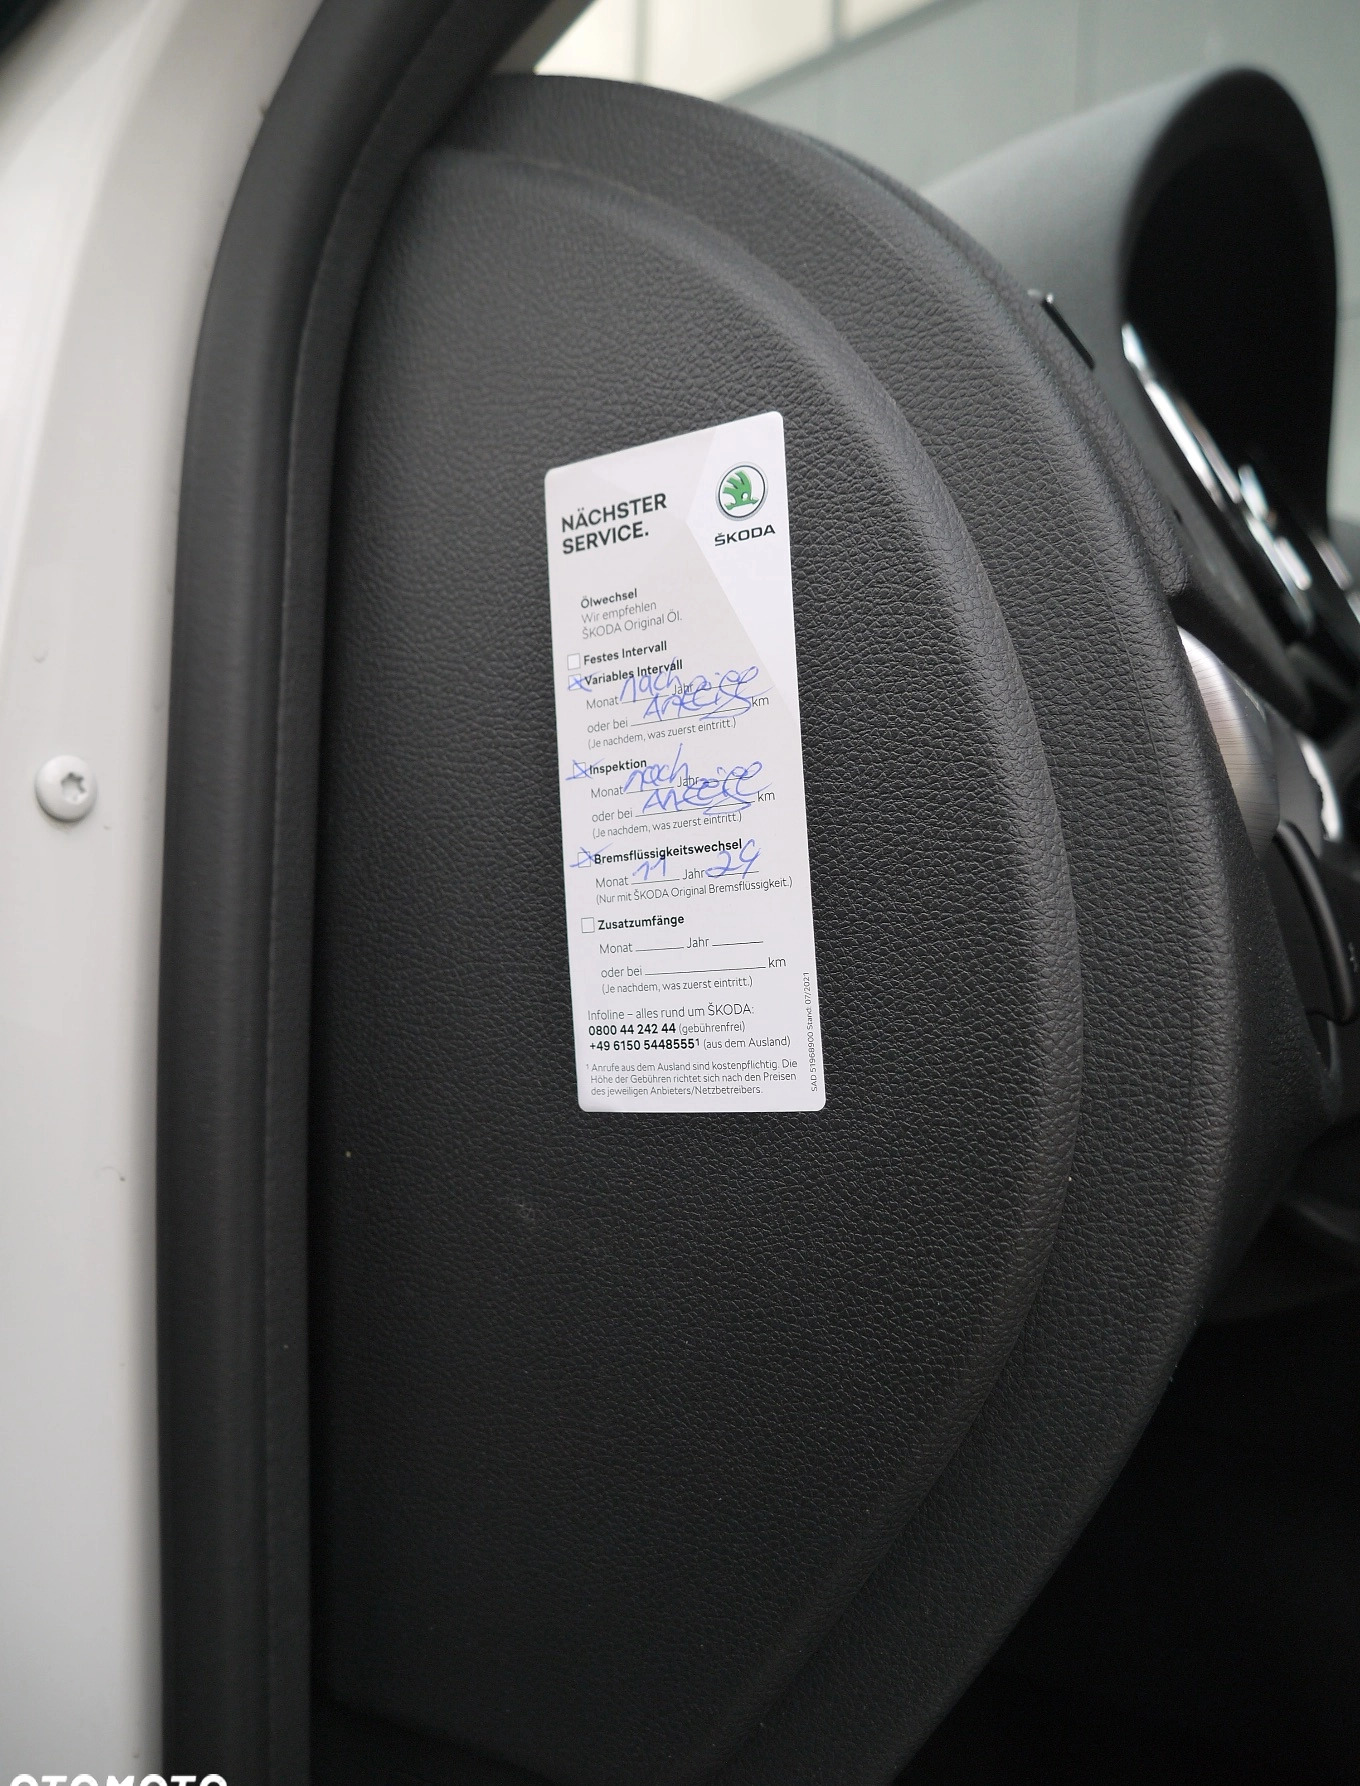 NÄCHSTER
SERVICE.
ŠKODA
Ölwechsel
Wir empfehlen
ŠKODA Original Öl.
Festes Intervall
Variables Intervall
Monat nach Jahr
oder bei Anzeige km
(Je nachdem, was zuerst eintritt.)
Inspektion
Monat nach Jahr
oder bei Anzeige km
(Je nachdem, was zuerst eintritt.)
Bremsflüssigkeitswechsel
Monat 11 Jahr 24
(Nur mit ŠKODA Original Bremsflüssigkeit.)
Zusatzumfänge
Monat Jahr
oder bei km
(Je nachdem, was zuerst eintritt.)
Infoline – alles rund um ŠKODA:
0800 44 242 44 (gebührenfrei)
+49 6150 5448555¹ (aus dem Ausland)
¹ Anrufe aus dem Ausland sind kostenpflichtig. Die
Höhe der Gebühren richtet sich nach den Preisen
des jeweiligen Anbieters/Netzbetreibers.
SAD 51968900 Stand: 07/2021
OTOMOTO